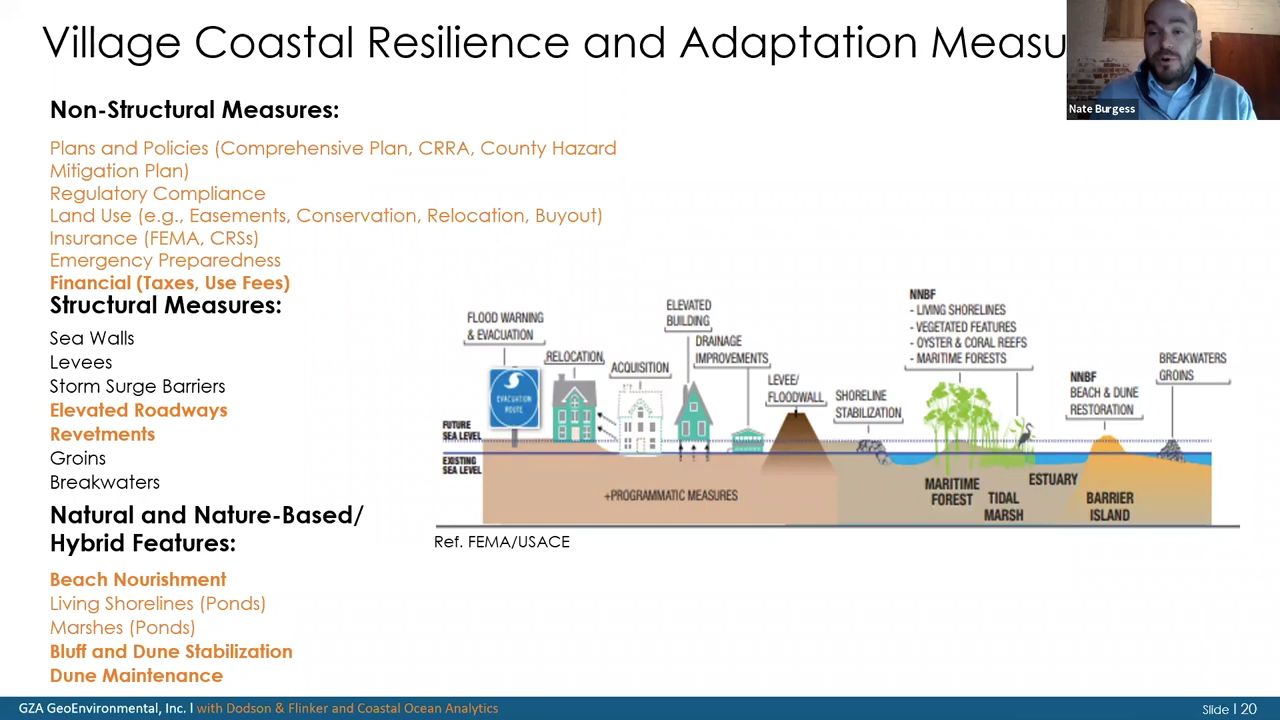 Village Coastal Resilience and Adaptation Measu
Nate Burgess
Non-Structural Measures:
Plans and Policies (Comprehensive Plan, CRRA, County Hazard
Mitigation Plan)
Regulatory Compliance
Land Use (e.g., Easements, Conservation, Relocation, Buyout)
Insurance (FEMA, CRSs)
Emergency Preparedness
Financial (Taxes, Use Fees)
Structural Measures:
Sea Walls
Levees
Storm Surge Barriers
Elevated Roadways
Revetments
Groins
Breakwaters
Natural and Nature-Based/
Hybrid Features:
Beach Nourishment
Living Shorelines (Ponds)
Marshes (Ponds)
Bluff and Dune Stabilization
Dune Maintenance
FLOOD WARNING
& EVACUATION
RELOCATION
ACQUISITION
ELEVATED
BUILDING
DRAINAGE
IMPROVEMENTS
LEVEE/
FLOODWALL
SHORELINE
STABILIZATION
NNBF
- LIVING SHORELINES
- VEGETATED FEATURES
- OYSTER & CORAL REEFS
- MARITIME FORESTS
NNBF
BEACH & DUNE
RESTORATION
BREAKWATERS
GROINS
EVACUATION
ROUTE
FUTURE
SEA LEVEL
EXISTING
SEA LEVEL
+PROGRAMMATIC MEASURES
MARITIME
FOREST
TIDAL
MARSH
ESTUARY
BARRIER
ISLAND
Ref. FEMA/USACE
GZA GeoEnvironmental, Inc. | with Dodson & Flinker and Coastal Ocean Analytics
Slide | 20